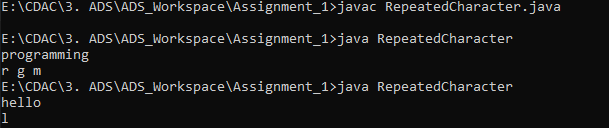 E:\CDAC\3. ADS\ADS_Workspace\Assignment_1>javac RepeatedCharacter.java
E:\CDAC\3. ADS\ADS_Workspace\Assignment_1>java RepeatedCharacter
programming
r g m
E:\CDAC\3. ADS\ADS_Workspace\Assignment_1>java RepeatedCharacter
hello
l